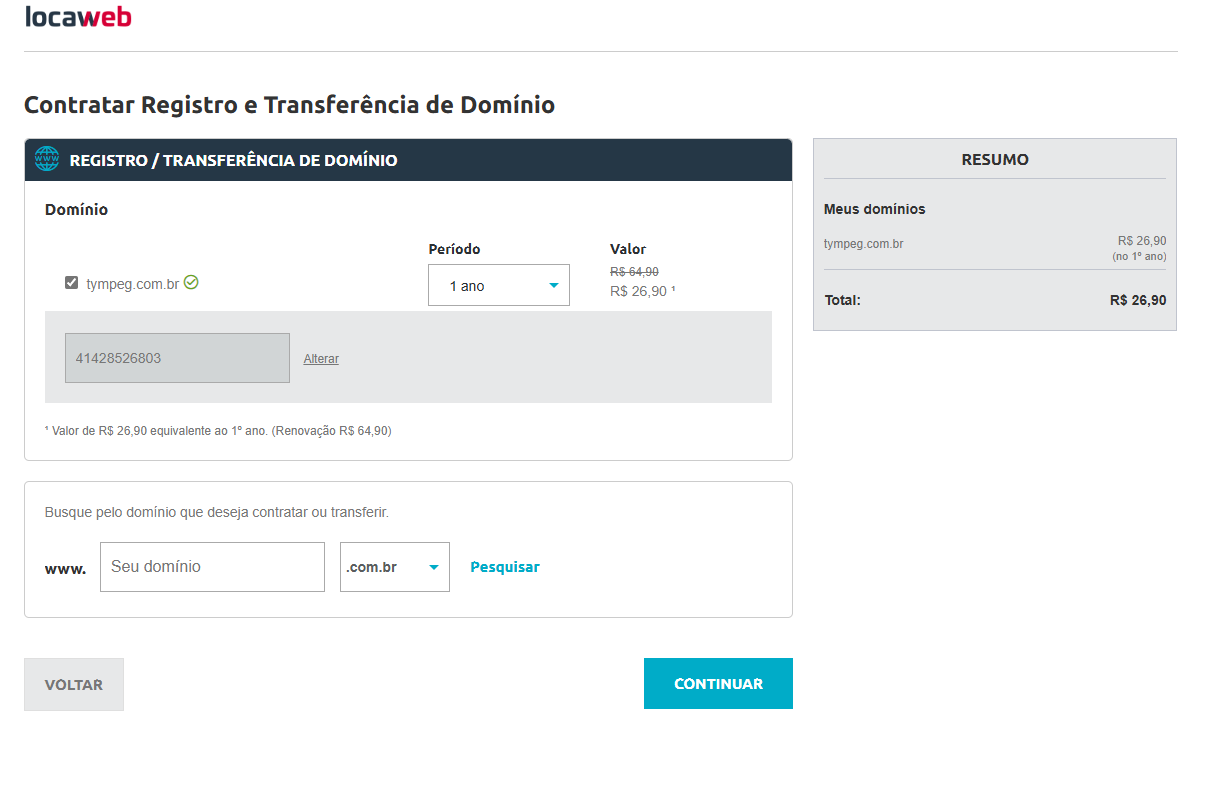 locaweb
Contratar Registro e Transferência de Domínio
REGISTRO / TRANSFERÊNCIA DE DOMÍNIO
Domínio
Período
Valor
tympeg.com.br
1 ano
R$ 64,90
R$ 26,90 ¹
41428526803
Alterar
¹ Valor de R$ 26,90 equivalente ao 1º ano. (Renovação R$ 64,90)
Busque pelo domínio que deseja contratar ou transferir.
www.
Seu domínio
.com.br
Pesquisar
VOLTAR
CONTINUAR
RESUMO
Meus domínios
tympeg.com.br
R$ 26,90
(no 1º ano)
Total:
R$ 26,90